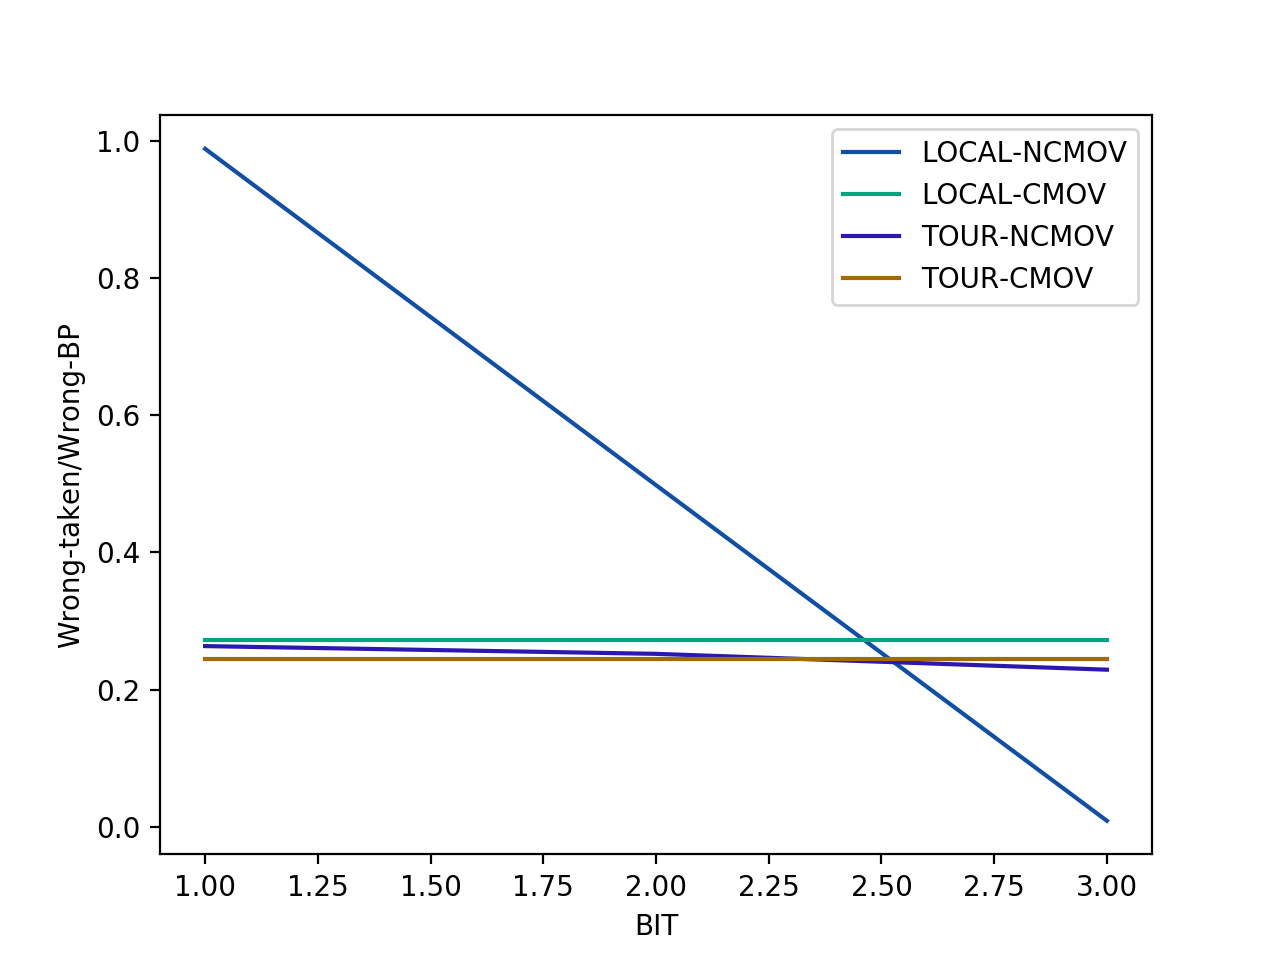 1.0
0.8
0.6
0.4
0.2
0.0
Wrong-taken/Wrong-BP
LOCAL-NCMOV
LOCAL-CMOV
TOUR-NCMOV
TOUR-CMOV
1.00 1.25 1.50 1.75 2.00 2.25 2.50 2.75 3.00
BIT